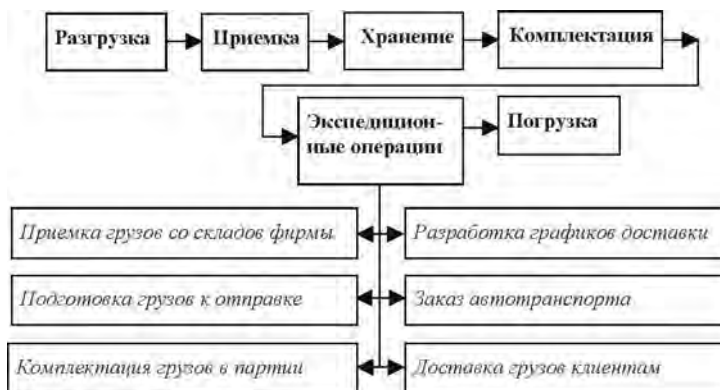 Разгрузка
Приемка
Хранение
Комплектация
Экспедицион-
ные операции
Погрузка
Приемка грузов со складов фирмы
Разработка графиков доставки
Подготовка грузов к отправке
Заказ автотранспорта
Комплектация грузов в партии
Доставка грузов клиентам